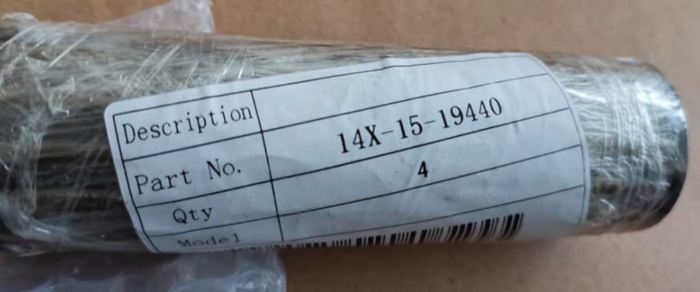 Description
Part No. 14X-15-19440
Qty 4
Model